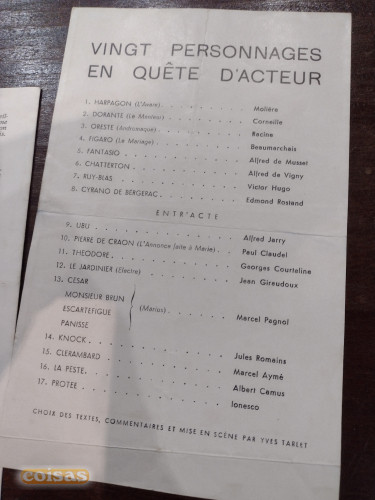 VINGT PERSONNAGES
EN QUÊTE D'ACTEUR
1. HARPAGON (L'Avare) . . . . . . . Molière
2. DORANTE (Le Menteur) . . . . . . Corneille
3. ORESTE (Andromaque) . . . . . . Racine
4. FIGARO (Le Mariage) . . . . . . Beaumarchais
5. FANTASIO . . . . . . . . . Alfred de Musset
6. CHATTERTON . . . . . . . . Alfred de Vigny
7. RUY-BLAS . . . . . . . . . Victor Hugo
8. CYRANO DE BERGERAC . . . . . . Edmond Rostand
ENTR'ACTE
9. UBU . . . . . . . . . . Alfred Jarry
10. PIERRE DE CRAON (L'Annonce faite à Marie) . . Paul Claudel
11. THEODORE . . . . . . . . . Georges Courteline
12. LE JARDINIER (Electre) . . . . . . Jean Giraudoux
13. CESAR
MONSIEUR BRUN
ESCARTEFIGUE (Marius) . . . . . . Marcel Pagnol
PANISSE
14. KNOCK . . . . . . . . . . Jules Romains
15. CLERAMBARD . . . . . . . . Marcel Aymé
16. LA PESTE . . . . . . . . . Albert Camus
17. PROTEE . . . . . . . . . . Ionesco
CHOIX DES TEXTES, COMMENTAIRES ET MISE EN SCÈNE PAR YVES TABLET
coisas